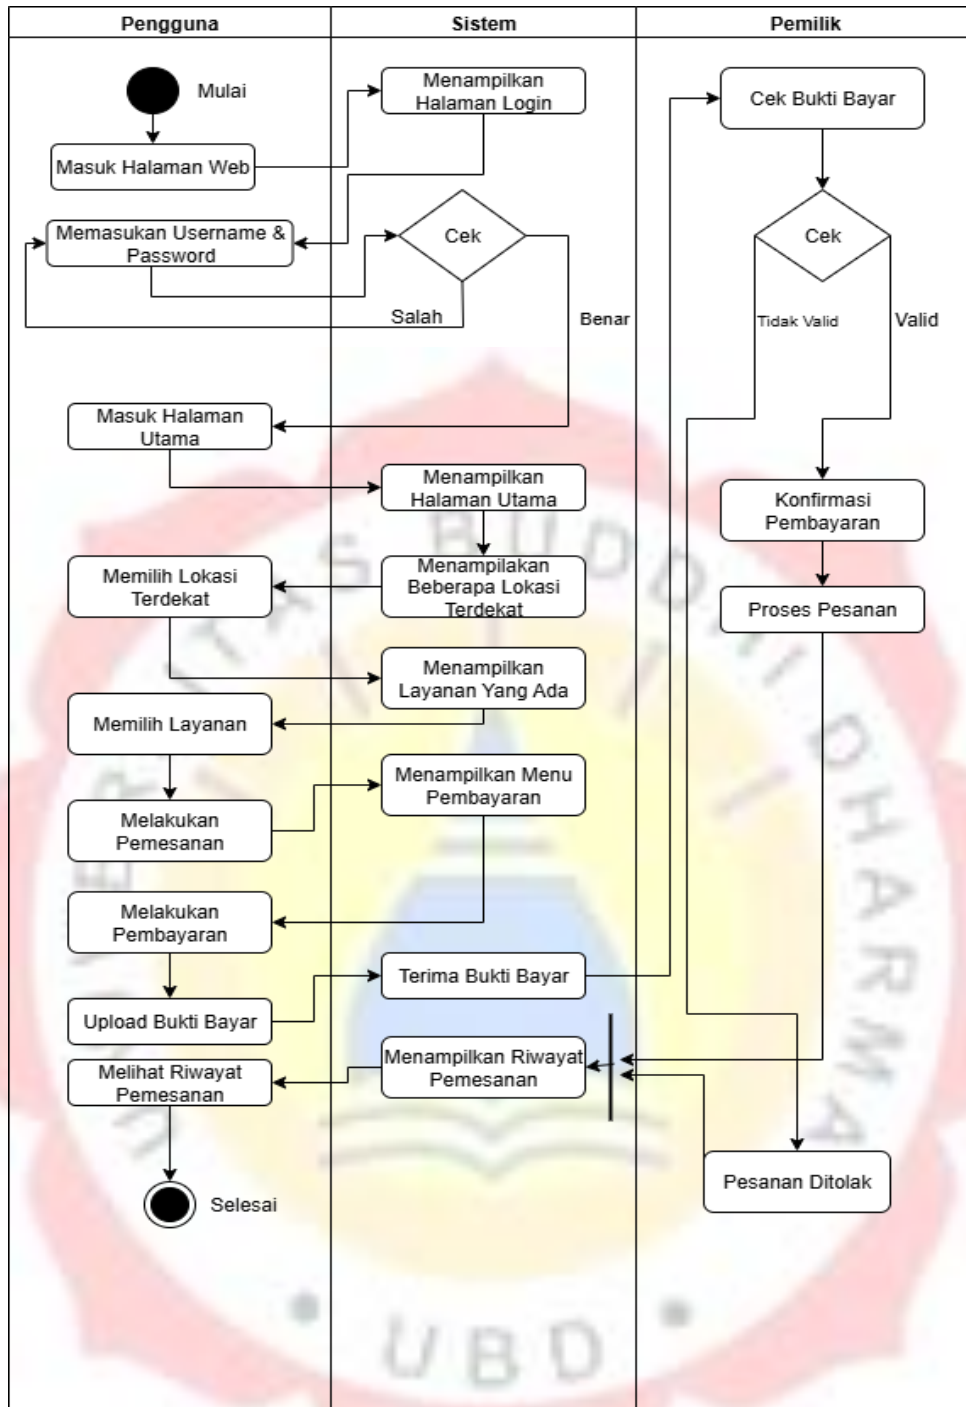 Pengguna
Sistem
Pemilik
Mulai
Menampilkan
Halaman Login
Cek Bukti Bayar
Masuk Halaman Web
Memasukan Username &
Password
Cek
Cek
Salah
Benar
Tidak Valid
Valid
Masuk Halaman
Utama
Menampilkan
Halaman Utama
Konfirmasi
Pembayaran
Memilih Lokasi
Terdekat
Menampilakan
Beberapa Lokasi
Terdekat
Proses Pesanan
Menampilkan
Layanan Yang Ada
Memilih Layanan
Menampilkan Menu
Pembayaran
Melakukan
Pemesanan
Melakukan
Pembayaran
Terima Bukti Bayar
Upload Bukti Bayar
Menampilkan Riwayat
Pemesanan
Melihat Riwayat
Pemesanan
Pesanan Ditolak
Selesai
UNIVERSITAS BUDDHI DHARMA
UBD